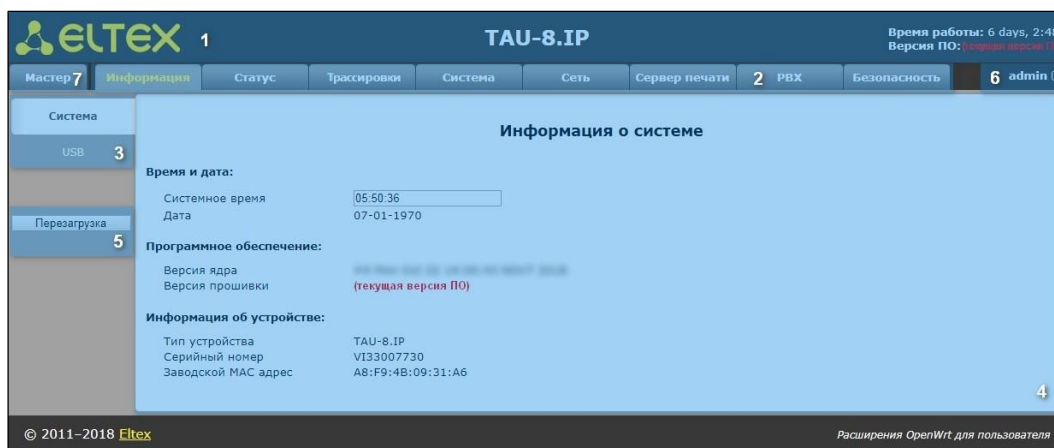 ELTEX 1 TAU-8.IP Время работы: 6 days, 2:48
Версия ПО: (текущая версия ПО
Мастер 7 Информация Статус Трассировки Система Сеть Сервер печати 2 PBX Безопасность 6 admin (
Система
USB 3
Перезагрузка
5
Информация о системе
Время и дата:
Системное время 05:50:36
Дата 07-01-1970
Программное обеспечение:
Версия ядра
Версия прошивки (текущая версия ПО)
Информация об устройстве:
Тип устройства TAU-8.IP
Серийный номер VI33007730
Заводской MAC адрес A8:F9:4B:09:31:A6
4
© 2011–2018 Eltex Расширения OpenWrt для пользователя